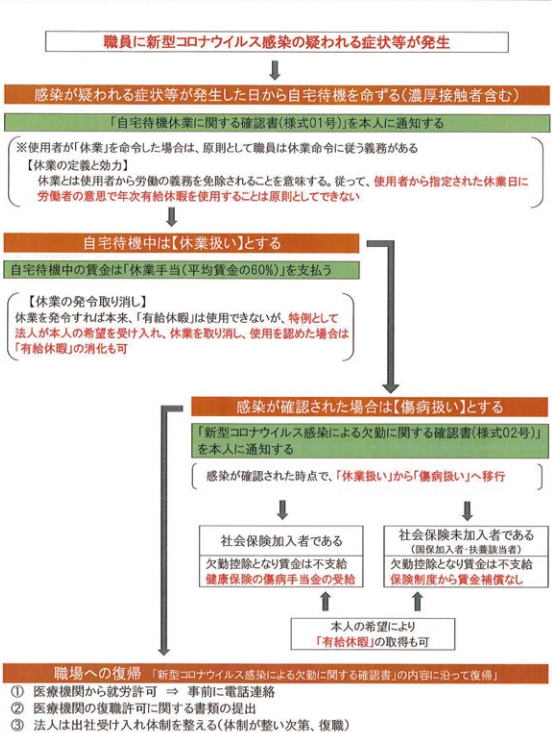 職員に新型コロナウイルス感染の疑われる症状等が発生
感染が疑われる症状等が発生した日から自宅待機を命ずる(濃厚接触者含む)
「自宅待機休業に関する確認書(様式01号)」を本人に通知する
※使用者が「休業」を命令した場合は、原則として職員は休業命令に従う義務がある
【休業の定義と効力】
休業とは使用者から労働の義務を免除されることを意味する。従って、使用者から指定された休業日に
労働者の意思で年次有給休暇を使用することは原則としてできない
自宅待機中は【休業扱い】とする
自宅待機中の賃金は「休業手当(平均賃金の60%)」を支払う
【休業の発令取り消し】
休業を発令すれば本来、「有給休暇」は使用できないが、特例として
法人が本人の希望を受け入れ、休業を取り消し、使用を認めた場合は
「有給休暇」の消化も可
感染が確認された場合は【傷病扱い】とする
「新型コロナウイルス感染による欠勤に関する確認書(様式02号)」
を本人に通知する
感染が確認された時点で、「休業扱い」から「傷病扱い」へ移行
社会保険加入者である
欠勤控除となり賃金は不支給
健康保険の傷病手当金の受給
社会保険未加入者である
(国保加入者・扶養該当者)
欠勤控除となり賃金は不支給
保険制度から賃金補償なし
本人の希望により
「有給休暇」の取得も可
職場への復帰 「新型コロナウイルス感染による欠勤に関する確認書」の内容に沿って復帰」
① 医療機関から就労許可 ⇒ 事前に電話連絡
② 医療機関の復職許可に関する書類の提出
③ 法人は出社受け入れ体制を整える(体制が整い次第、復職)